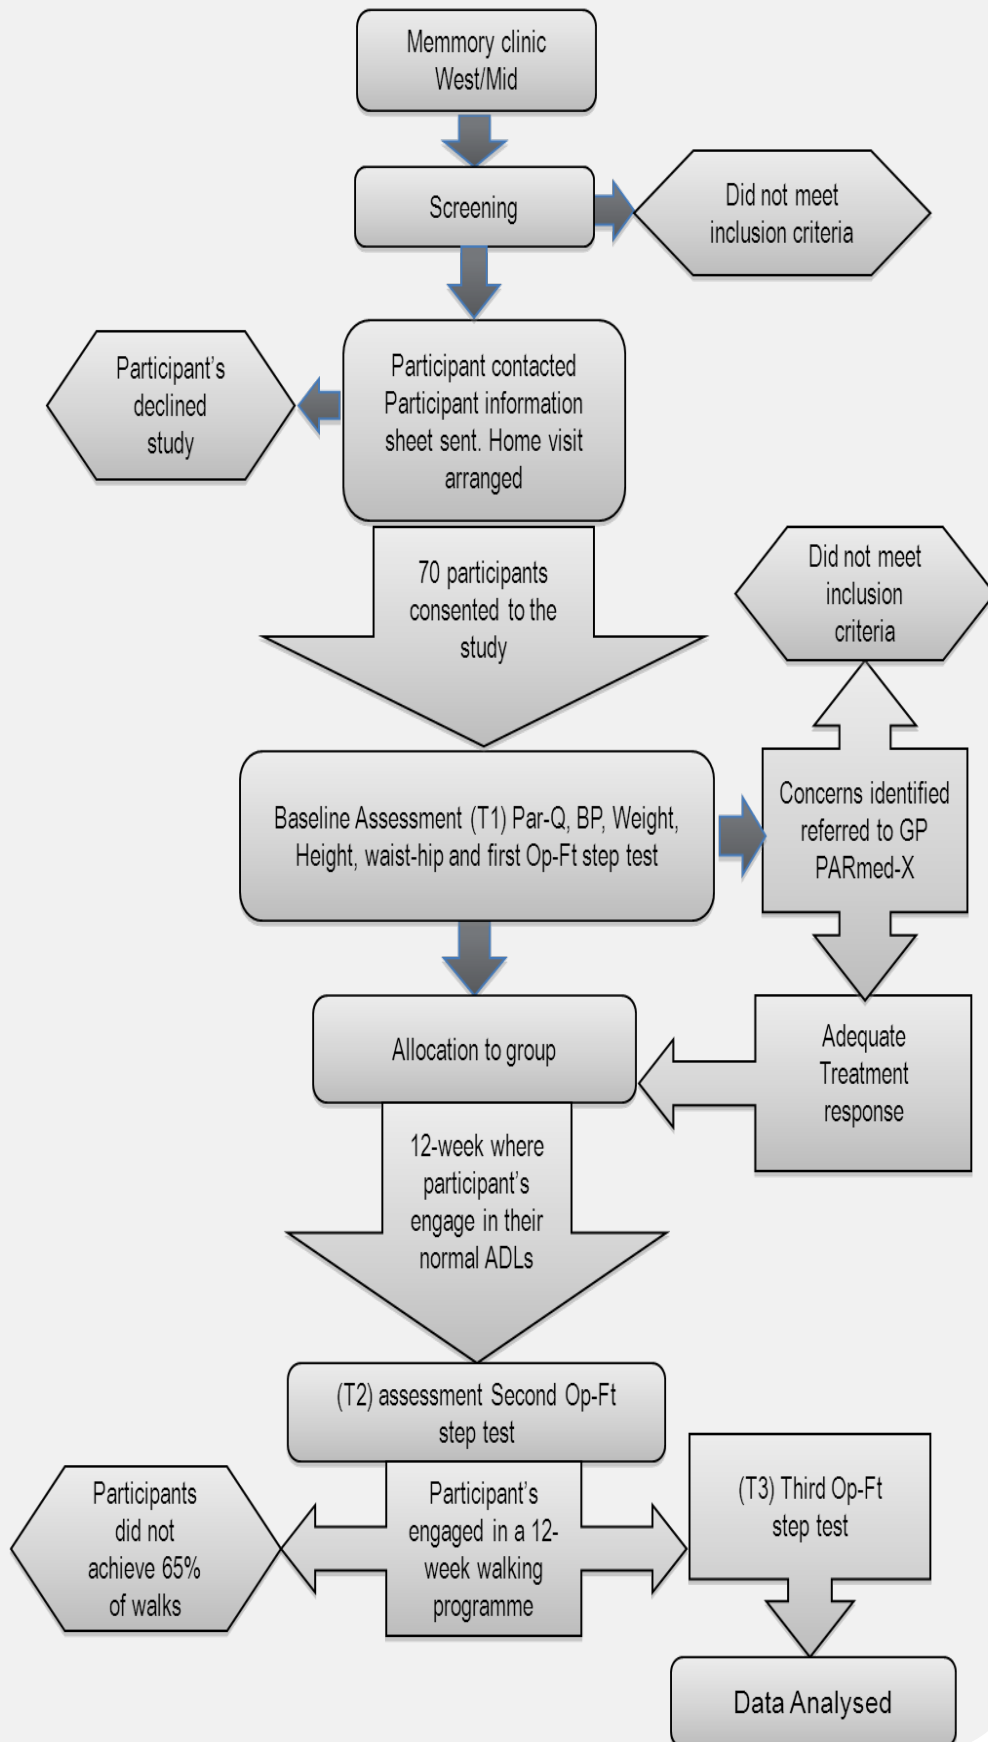 Memmory clinic
West/Mid
Screening
Did not meet
inclusion criteria
Participant's
declined
study
Participant contacted
Participant information
sheet sent. Home visit
arranged
70 participants
consented to the
study
Did not meet
inclusion
criteria
Baseline Assessment (T1) Par-Q, BP, Weight,
Height, waist-hip and first Op-Ft step test
Concerns identified
referred to GP
PARmed-X
Allocation to group
Adequate
Treatment
response
12-week where
participant's
engage in their
normal ADLs
(T2) assessment Second Op-Ft
step test
Participants
did not
achieve 65%
of walks
Participant's
engaged in a 12-
week walking
programme
(T3) Third Op-Ft
step test
Data Analysed